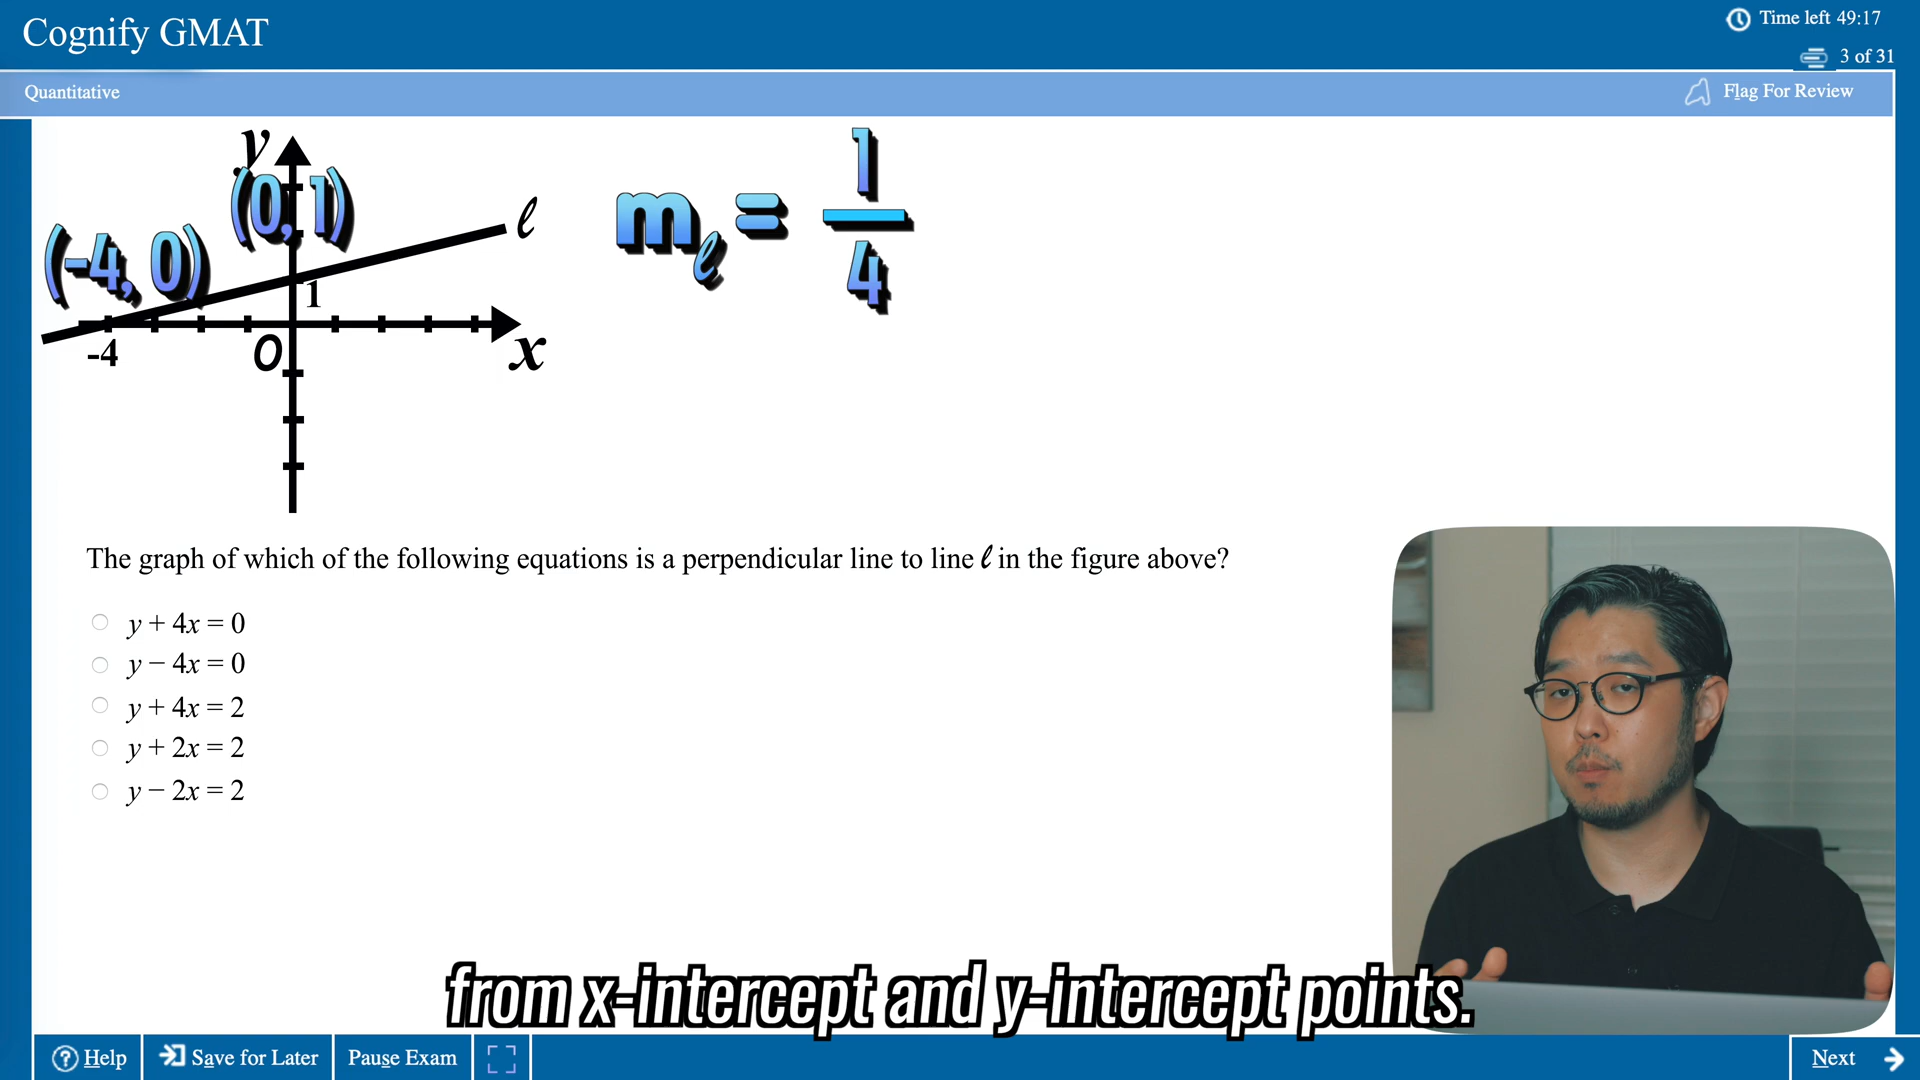 Cognify GMAT
Time left 49:17
3 of 31
Quantitative
Flag For Review
y
(0, 1)
(-4, 0)
ℓ
1
-4
O
x
mℓ = 1/4
The graph of which of the following equations is a perpendicular line to line ℓ in the figure above?
y + 4x = 0
y − 4x = 0
y + 4x = 2
y + 2x = 2
y − 2x = 2
from x-intercept and y-intercept points.
Help
Save for Later
Pause Exam
Next